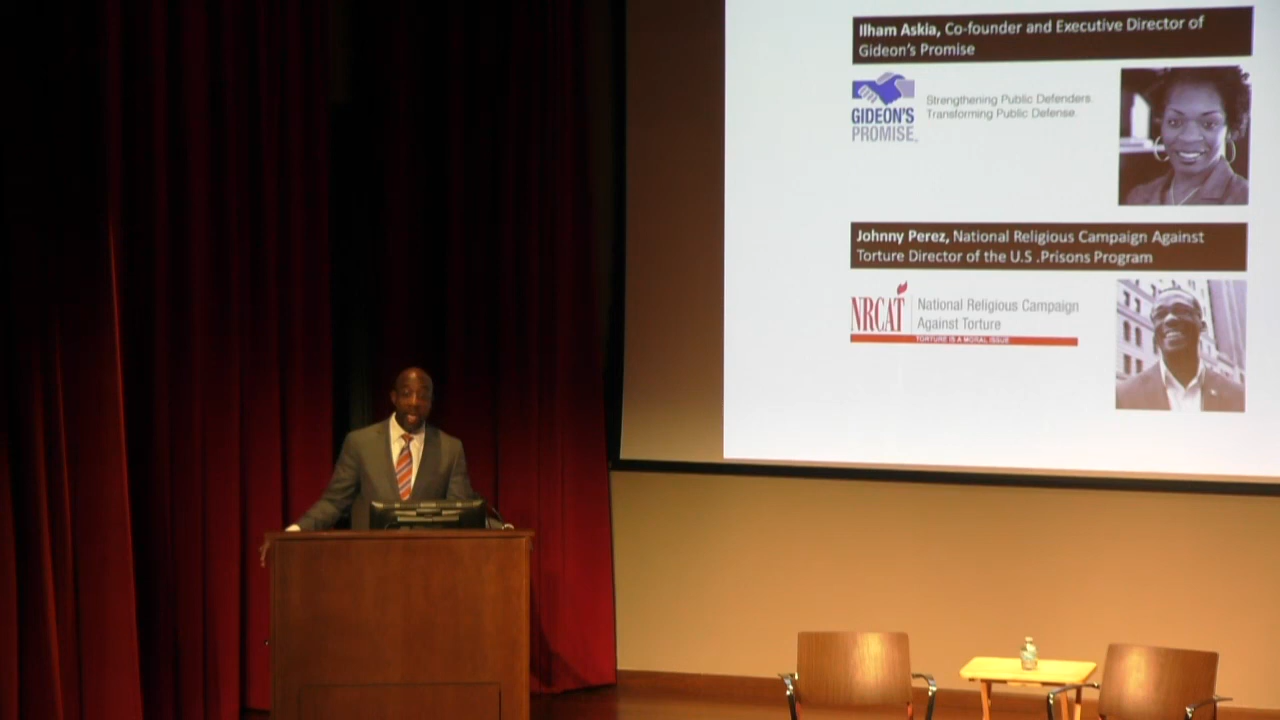 Ilham Askia, Co-founder and Executive Director of
Gideon's Promise
GIDEON'S
PROMISE
Strengthening Public Defenders.
Transforming Public Defense.
Johnny Perez, National Religious Campaign Against
Torture Director of the U.S .Prisons Program
NRCAT
National Religious Campaign
Against Torture
TORTURE IS A MORAL ISSUE